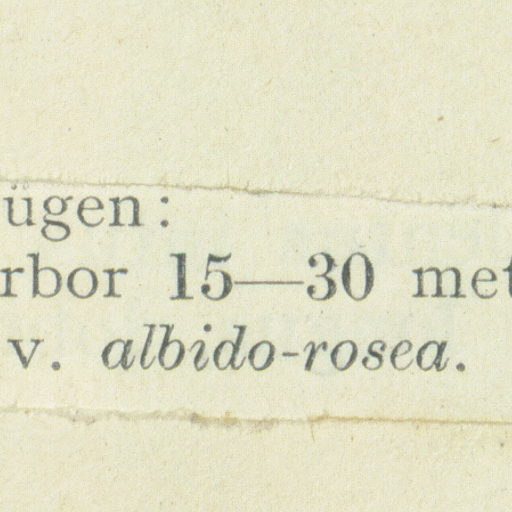 ügen:
rbor 15—30 met
v. albido-rosea.